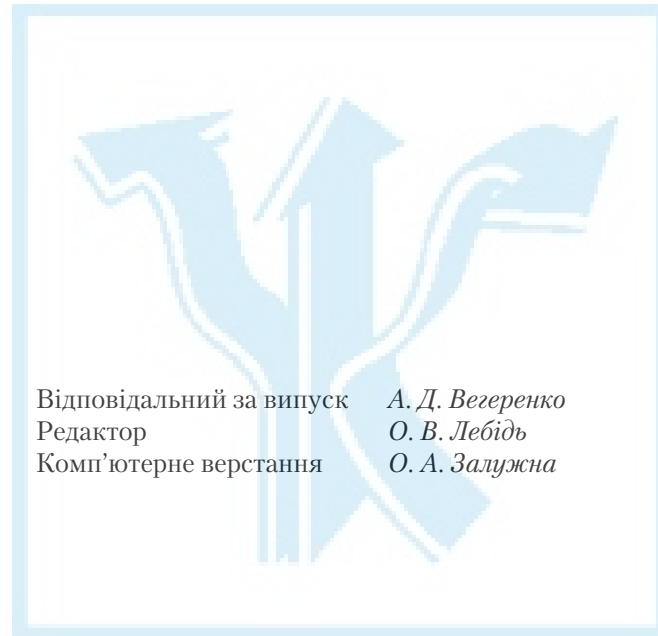 Відповідальний за випуск А. Д. Вегеренко
Редактор О. В. Лебідь
Комп’ютерне верстання О. А. Залужна